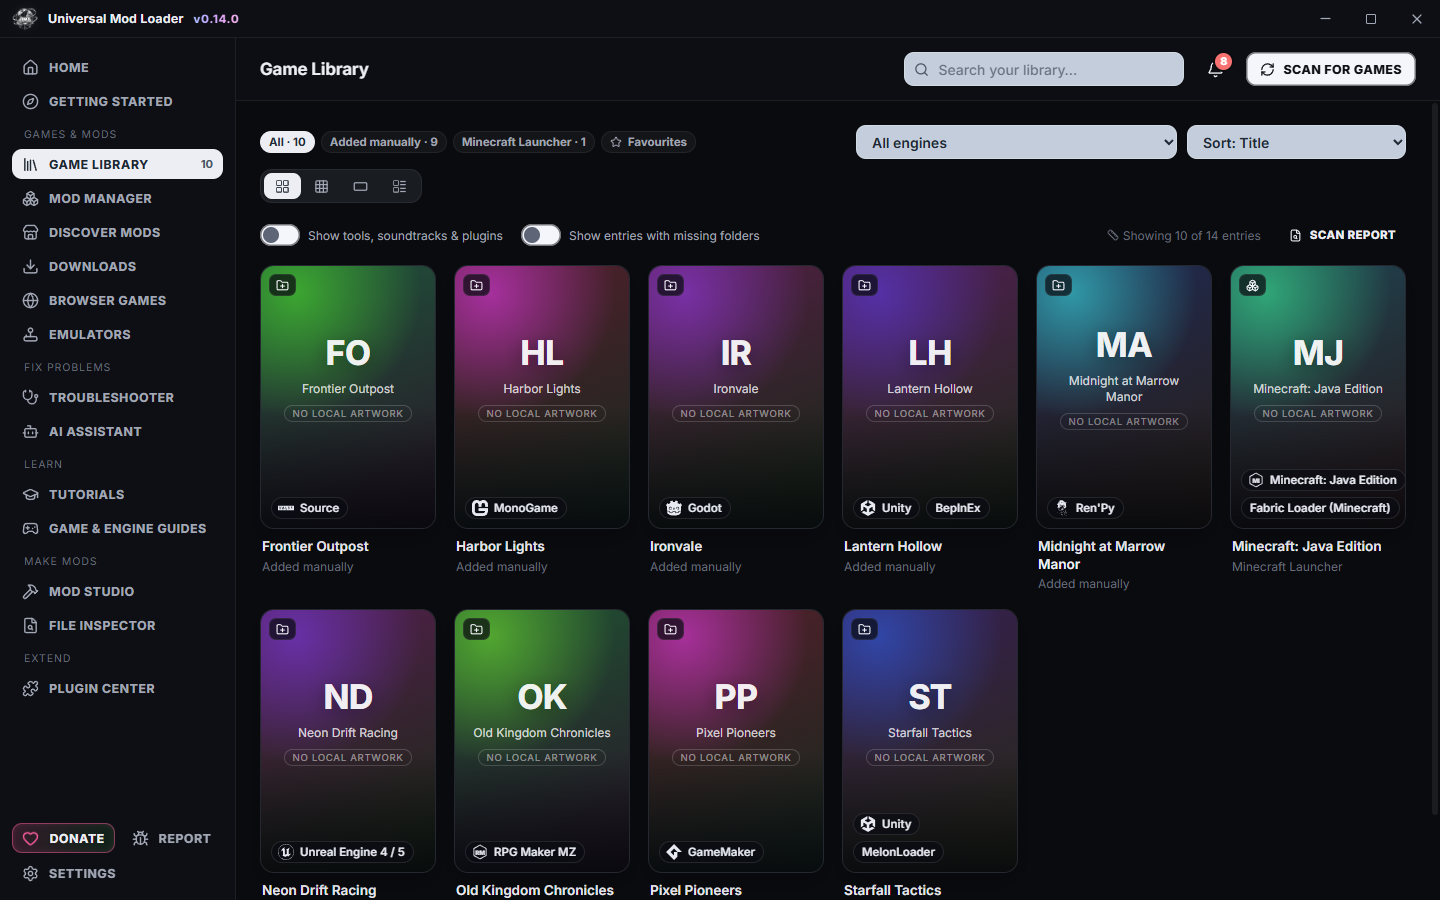 Universal Mod Loader v0.14.0
HOME
GETTING STARTED
GAMES & MODS
GAME LIBRARY 10
MOD MANAGER
DISCOVER MODS
DOWNLOADS
BROWSER GAMES
EMULATORS
FIX PROBLEMS
TROUBLESHOOTER
AI ASSISTANT
LEARN
TUTORIALS
GAME & ENGINE GUIDES
MAKE MODS
MOD STUDIO
FILE INSPECTOR
EXTEND
PLUGIN CENTER
DONATE
REPORT
SETTINGS
Game Library
Search your library...
8
SCAN FOR GAMES
All · 10
Added manually · 9
Minecraft Launcher · 1
Favourites
All engines
Sort: Title
Show tools, soundtracks & plugins
Show entries with missing folders
Showing 10 of 14 entries
SCAN REPORT
FO
Frontier Outpost
NO LOCAL ARTWORK
Source
Frontier Outpost
Added manually
HL
Harbor Lights
NO LOCAL ARTWORK
MonoGame
Harbor Lights
Added manually
IR
Ironvale
NO LOCAL ARTWORK
Godot
Ironvale
Added manually
LH
Lantern Hollow
NO LOCAL ARTWORK
Unity
BepInEx
Lantern Hollow
Added manually
MA
Midnight at Marrow
Manor
NO LOCAL ARTWORK
Ren'Py
Midnight at Marrow
Manor
Added manually
MJ
Minecraft: Java Edition
NO LOCAL ARTWORK
Minecraft: Java Edition
Fabric Loader (Minecraft)
Minecraft: Java Edition
Minecraft Launcher
ND
Neon Drift Racing
NO LOCAL ARTWORK
Unreal Engine 4 / 5
Neon Drift Racing
OK
Old Kingdom Chronicles
NO LOCAL ARTWORK
RPG Maker MZ
Old Kingdom Chronicles
PP
Pixel Pioneers
NO LOCAL ARTWORK
GameMaker
Pixel Pioneers
ST
Starfall Tactics
NO LOCAL ARTWORK
Unity
MelonLoader
Starfall Tactics